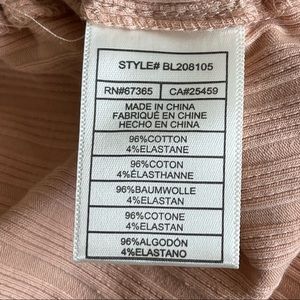 STYLE# BL208105
RN#67365 CA#25459
MADE IN CHINA
FABRIQUÉ EN CHINE
HECHO EN CHINA
96%COTTON
4%ELASTANE
96%COTON
4%ÉLASTHANNE
96%BAUMWOLLE
4%ELASTAN
96%COTONE
4%ELASTAN
96%ALGODÓN
4%ELASTANO